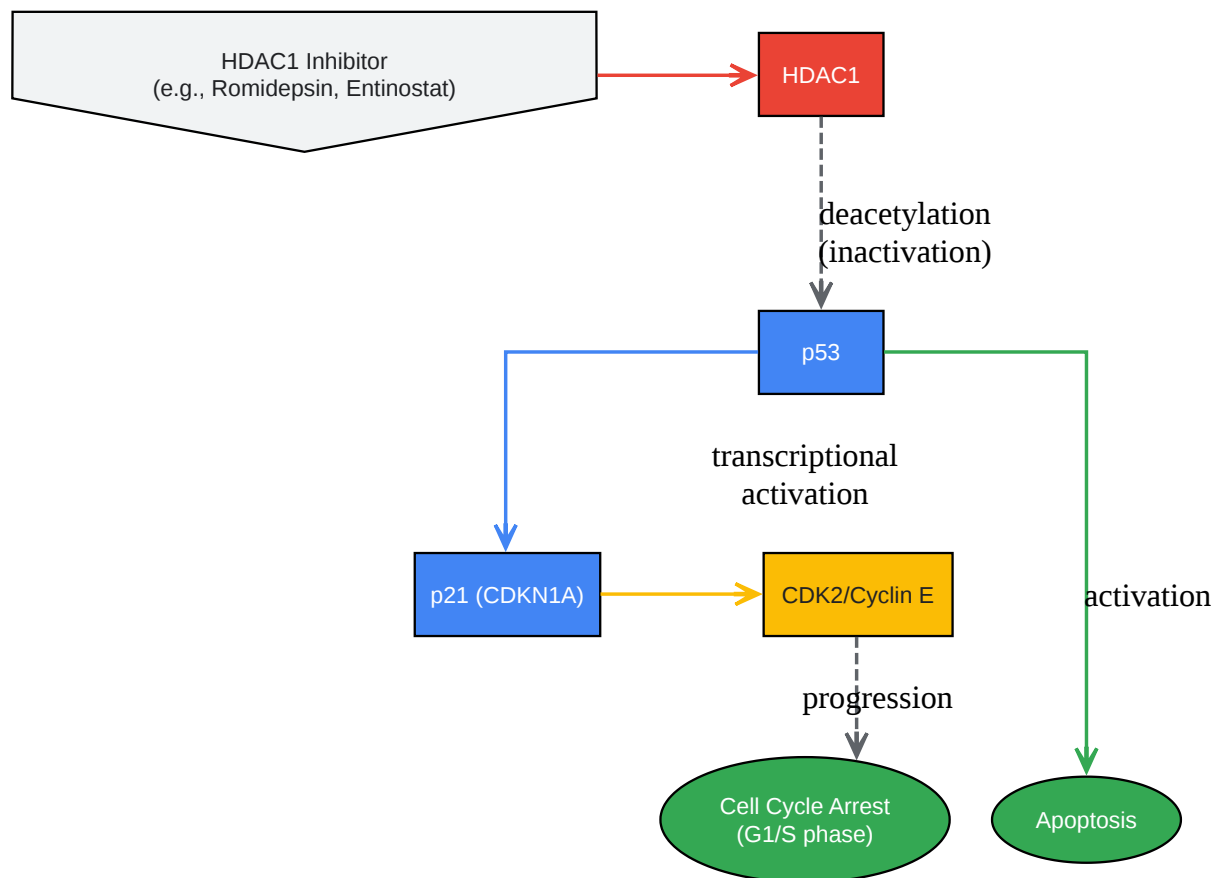 HDAC1 Inhibitor
(e.g., Romidepsin, Entinostat)
HDAC1
deacetylation
(inactivation)
p53
transcriptional
activation
p21 (CDKN1A)
CDK2/Cyclin E
activation
progression
Cell Cycle Arrest
(G1/S phase)
Apoptosis